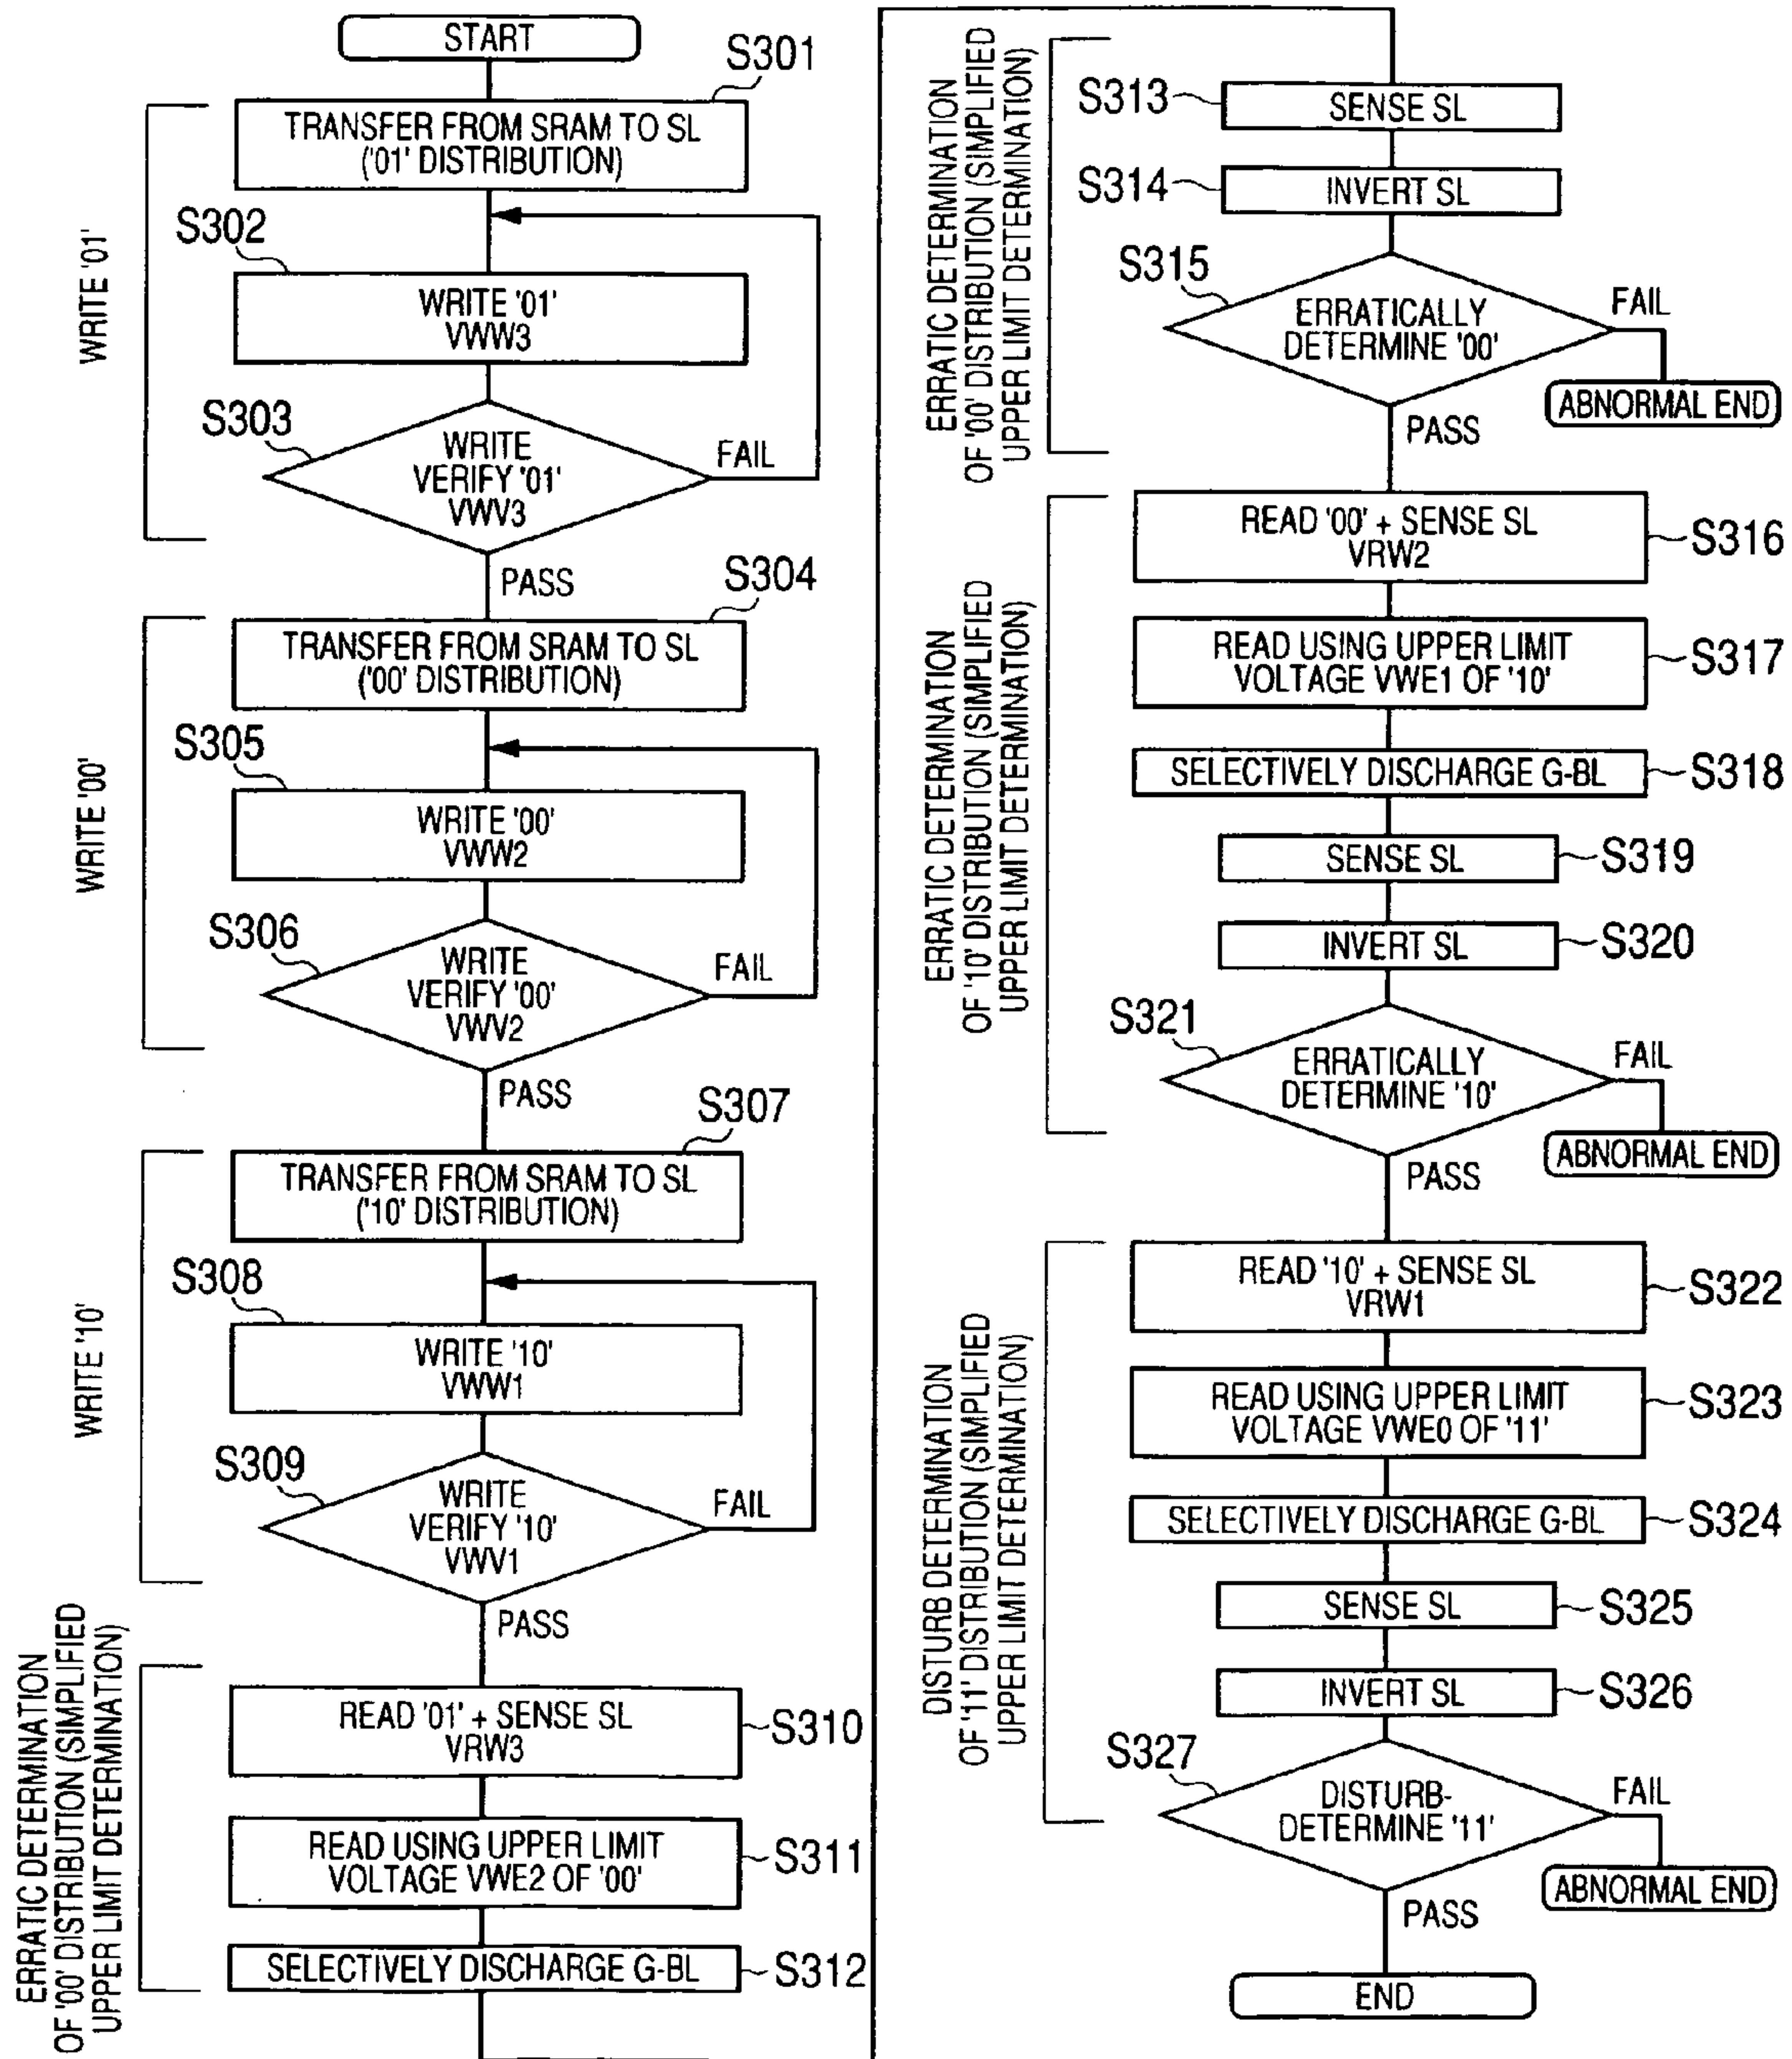 START
S301
TRANSFER FROM SRAM TO SL
('01' DISTRIBUTION)
S302
WRITE '01'
WRITE '01'
VWW3
S303
WRITE
VERIFY '01'
VWV3
FAIL
PASS
S304
TRANSFER FROM SRAM TO SL
('00' DISTRIBUTION)
S305
WRITE '00'
WRITE '00'
VWW2
S306
WRITE
VERIFY '00'
VWV2
FAIL
PASS
S307
TRANSFER FROM SRAM TO SL
('10' DISTRIBUTION)
S308
WRITE '10'
WRITE '10'
VWW1
S309
WRITE
VERIFY '10'
VWV1
FAIL
PASS
ERRATIC DETERMINATION
OF '00' DISTRIBUTION (SIMPLIFIED
UPPER LIMIT DETERMINATION)
READ '01' + SENSE SL
VRW3
S310
READ USING UPPER LIMIT
VOLTAGE VWE2 OF '00'
S311
SELECTIVELY DISCHARGE G-BL
S312
ERRATIC DETERMINATION
OF '00' DISTRIBUTION (SIMPLIFIED
UPPER LIMIT DETERMINATION)
S313
SENSE SL
S314
INVERT SL
S315
ERRATICALLY
DETERMINE '00'
FAIL
ABNORMAL END
PASS
ERRATIC DETERMINATION
OF '10' DISTRIBUTION (SIMPLIFIED
UPPER LIMIT DETERMINATION)
READ '00' + SENSE SL
VRW2
S316
READ USING UPPER LIMIT
VOLTAGE VWE1 OF '10'
S317
SELECTIVELY DISCHARGE G-BL
S318
SENSE SL
S319
INVERT SL
S320
S321
ERRATICALLY
DETERMINE '10'
FAIL
ABNORMAL END
PASS
DISTURB DETERMINATION
OF '11' DISTRIBUTION (SIMPLIFIED
UPPER LIMIT DETERMINATION)
READ '10' + SENSE SL
VRW1
S322
READ USING UPPER LIMIT
VOLTAGE VWE0 OF '11'
S323
SELECTIVELY DISCHARGE G-BL
S324
SENSE SL
S325
INVERT SL
S326
S327
DISTURB-
DETERMINE '11'
FAIL
ABNORMAL END
PASS
END